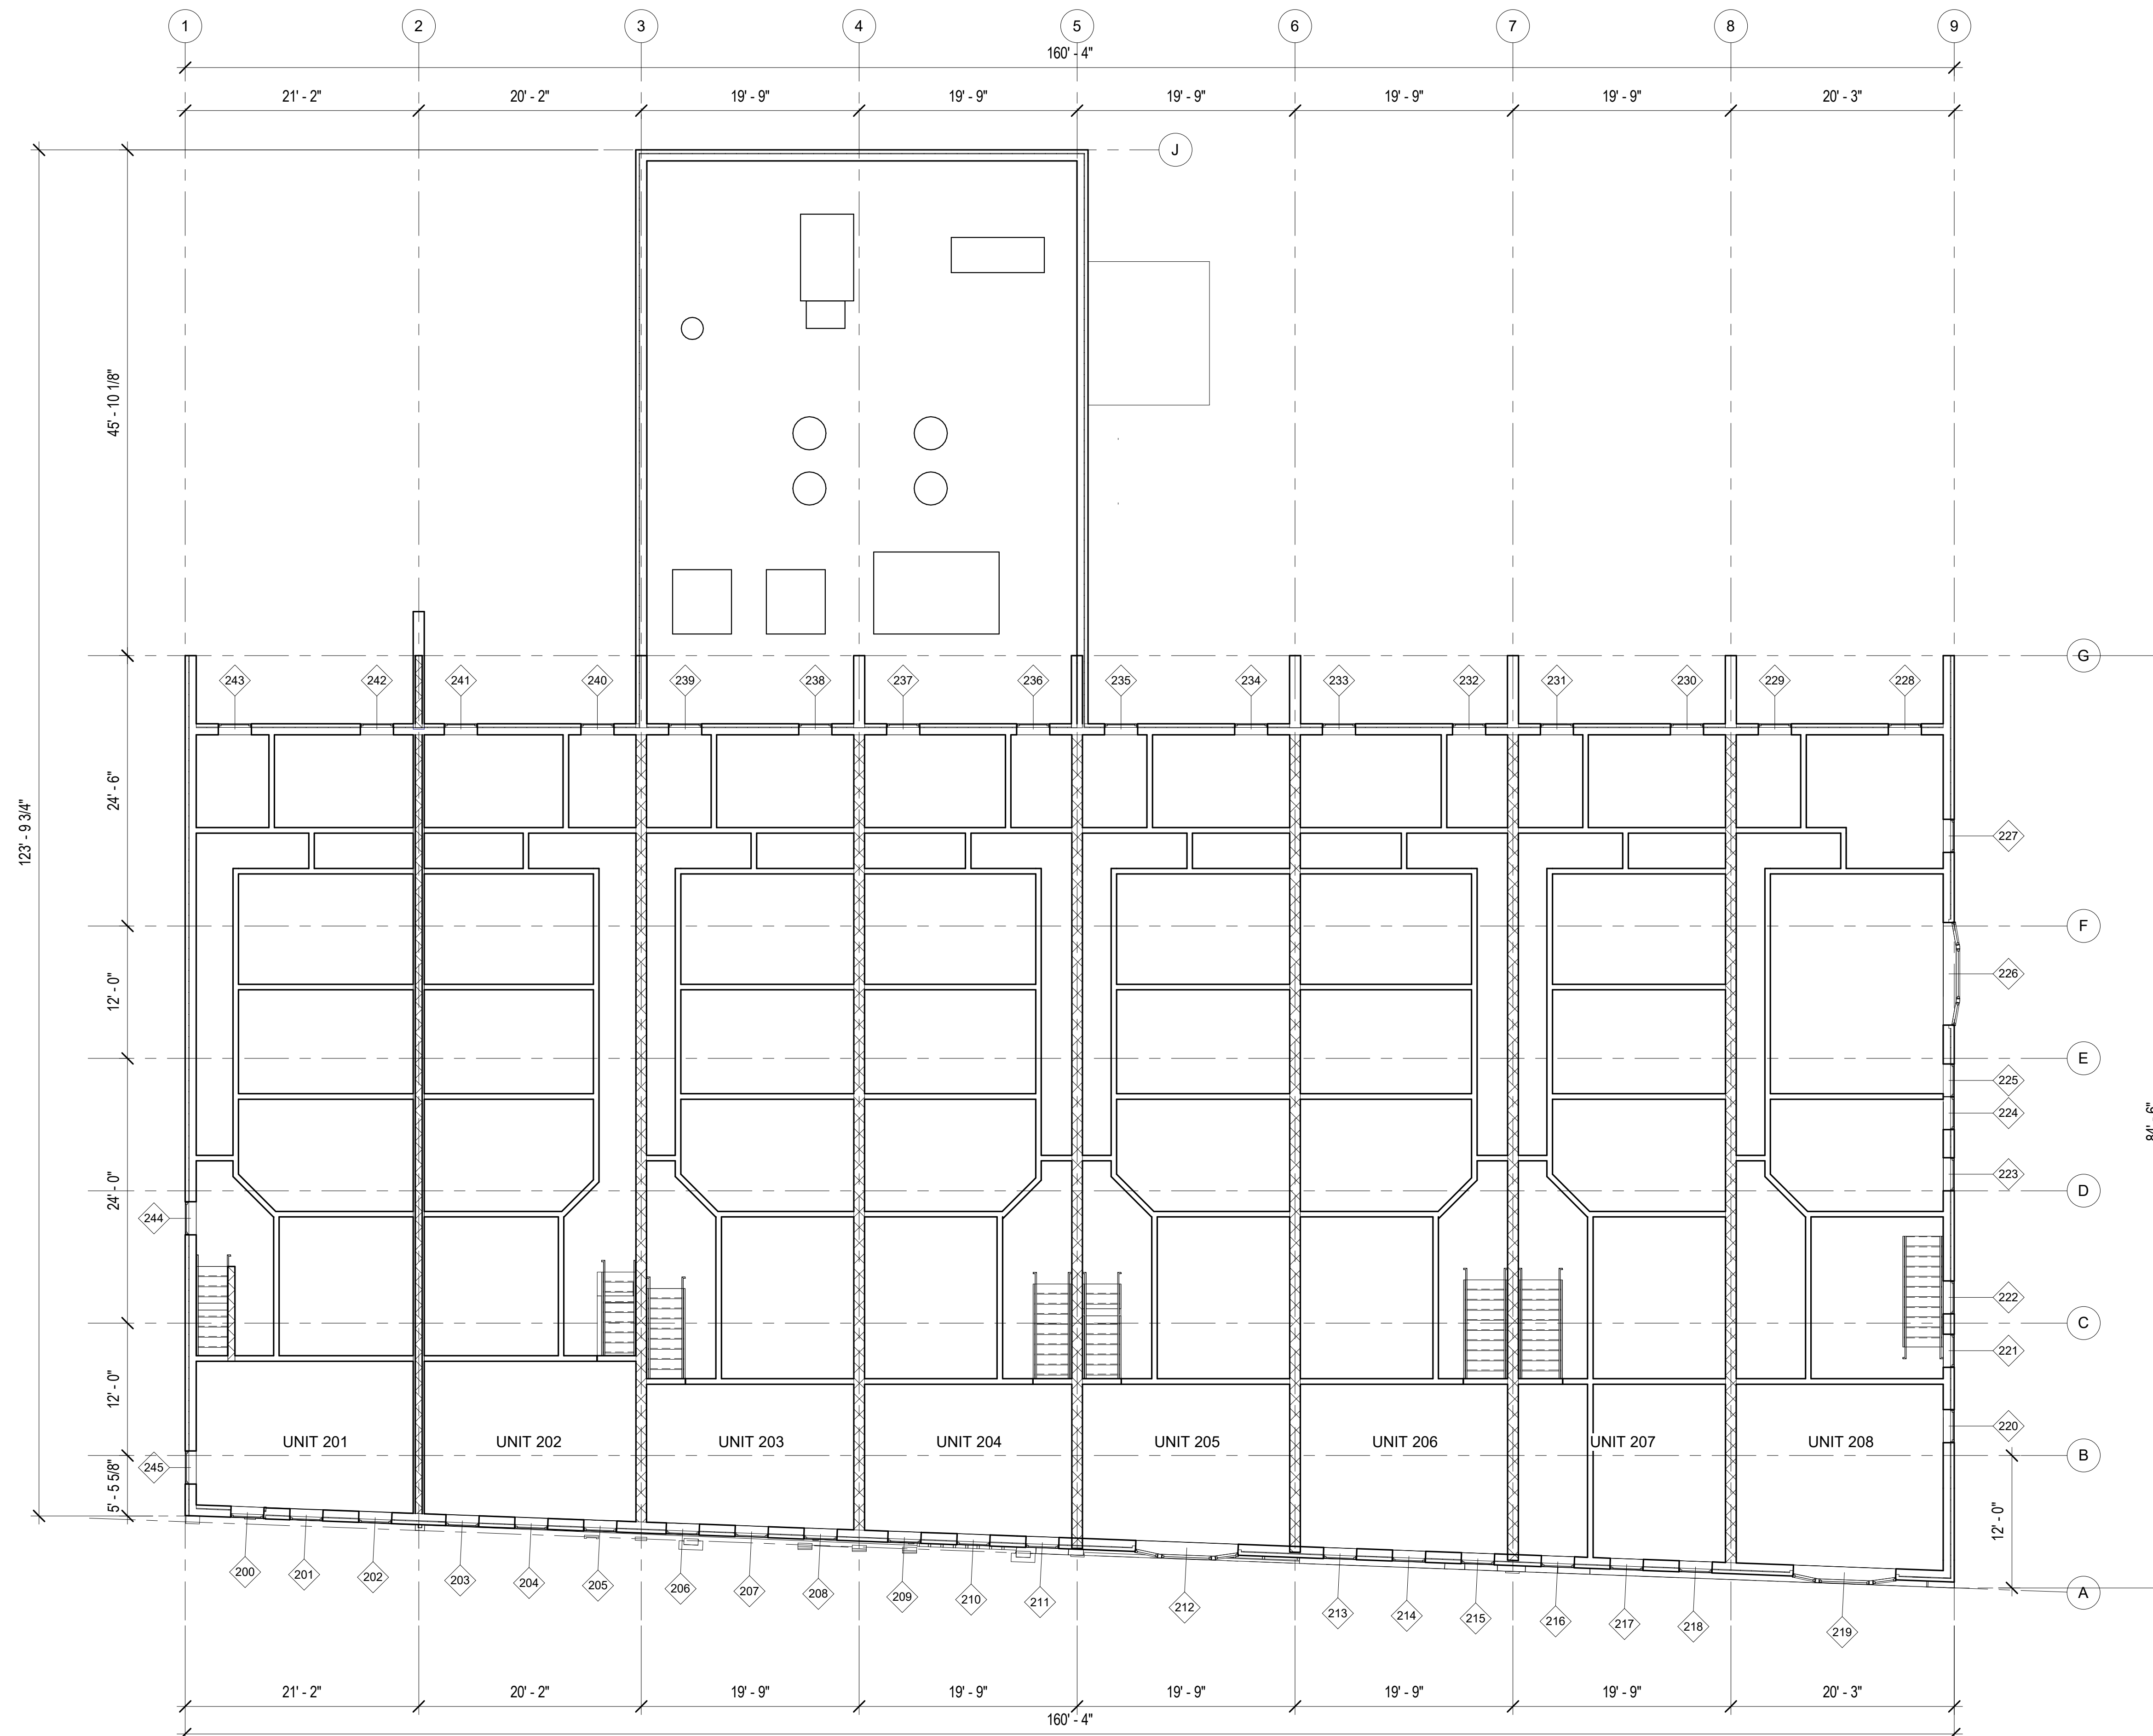 1 2 3 4 5 6 7 8 9
160' - 4"
21' - 2" 20' - 2" 19' - 9" 19' - 9" 19' - 9" 19' - 9" 19' - 9" 20' - 3"
J
45' - 10 1/8"
G
243 242 241 240 239 238 237 236 235 234 233 232 231 230 229 228
24' - 6"
123' - 9 3/4"
227
F
12' - 0"
226
E
225
224
84' - 6"
223
24' - 0"
D
244
222
C
221
12' - 0"
220
UNIT 201 UNIT 202 UNIT 203 UNIT 204 UNIT 205 UNIT 206 UNIT 207 UNIT 208
B
245
5' - 5 5/8"
12' - 0"
200 201 202 203 204 205 206 207 208 209 210 211 212 213 214 215 216 217 218 219
A
21' - 2" 20' - 2" 19' - 9" 19' - 9" 19' - 9" 19' - 9" 19' - 9" 20' - 3"
160' - 4"